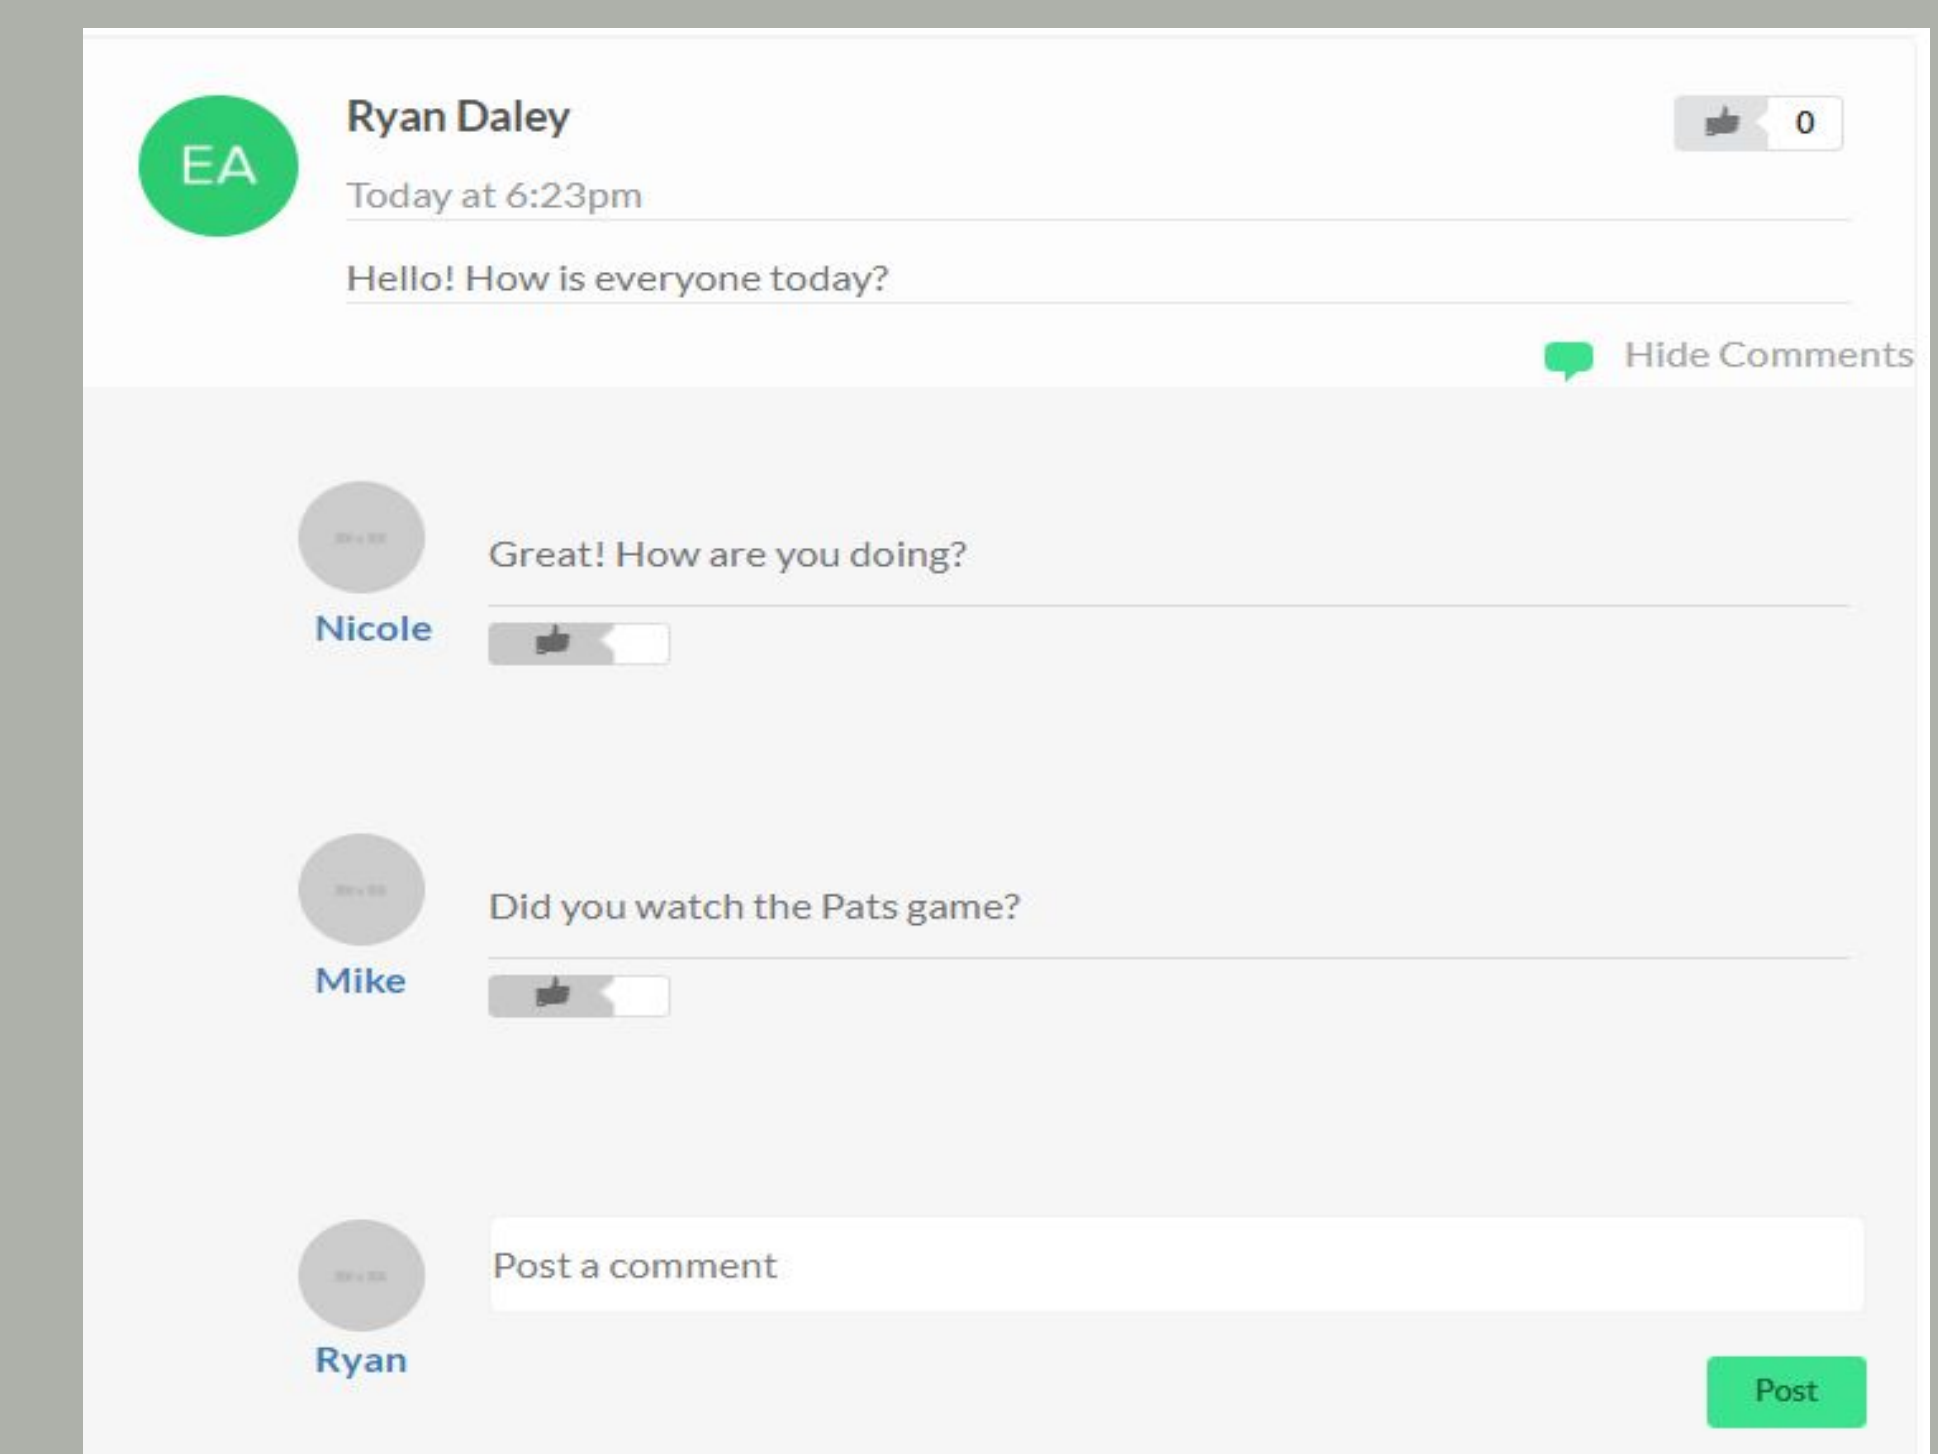 EA
Ryan Daley
0
Today at 6:23pm
Hello! How is everyone today?
Hide Comments
Great! How are you doing?
Nicole
Did you watch the Pats game?
Mike
Post a comment
Ryan
Post